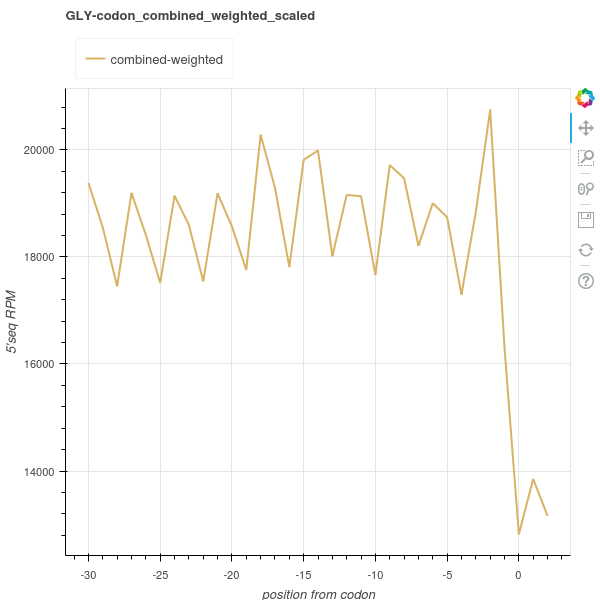 GLY-codon_combined_weighted_scaled
combined-weighted
20000
18000
16000
14000
5'seq RPM
-30
-25
-20
-15
-10
-5
0
position from codon